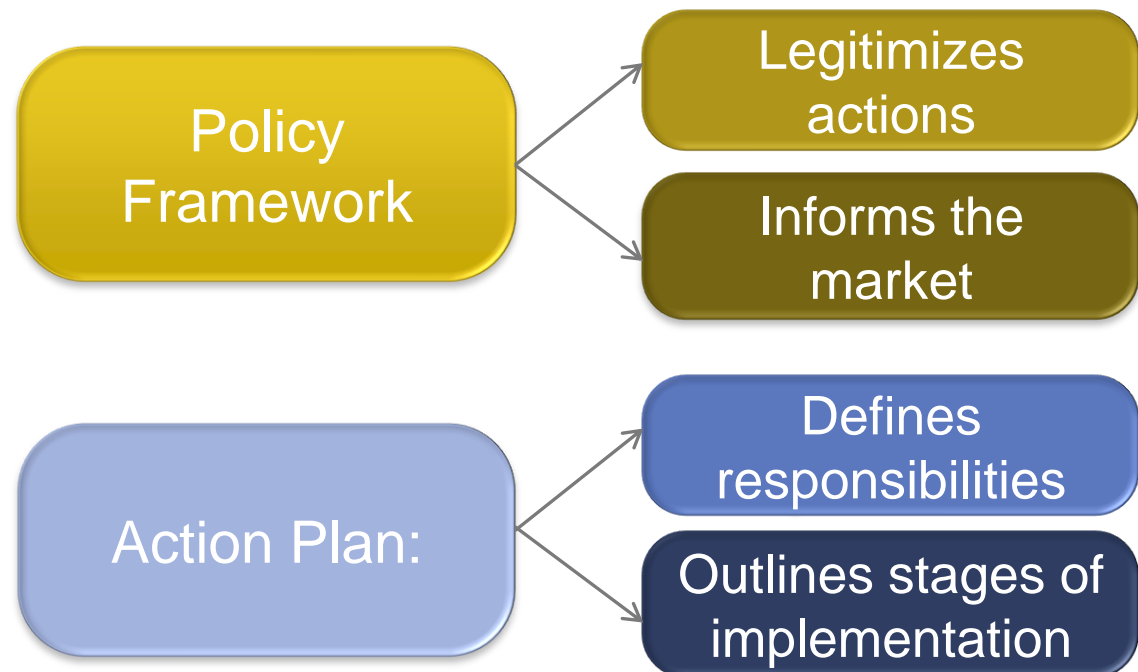 Policy
Framework
Legitimizes
actions
Informs the
market
Action Plan:
Defines
responsibilities
Outlines stages of
implementation